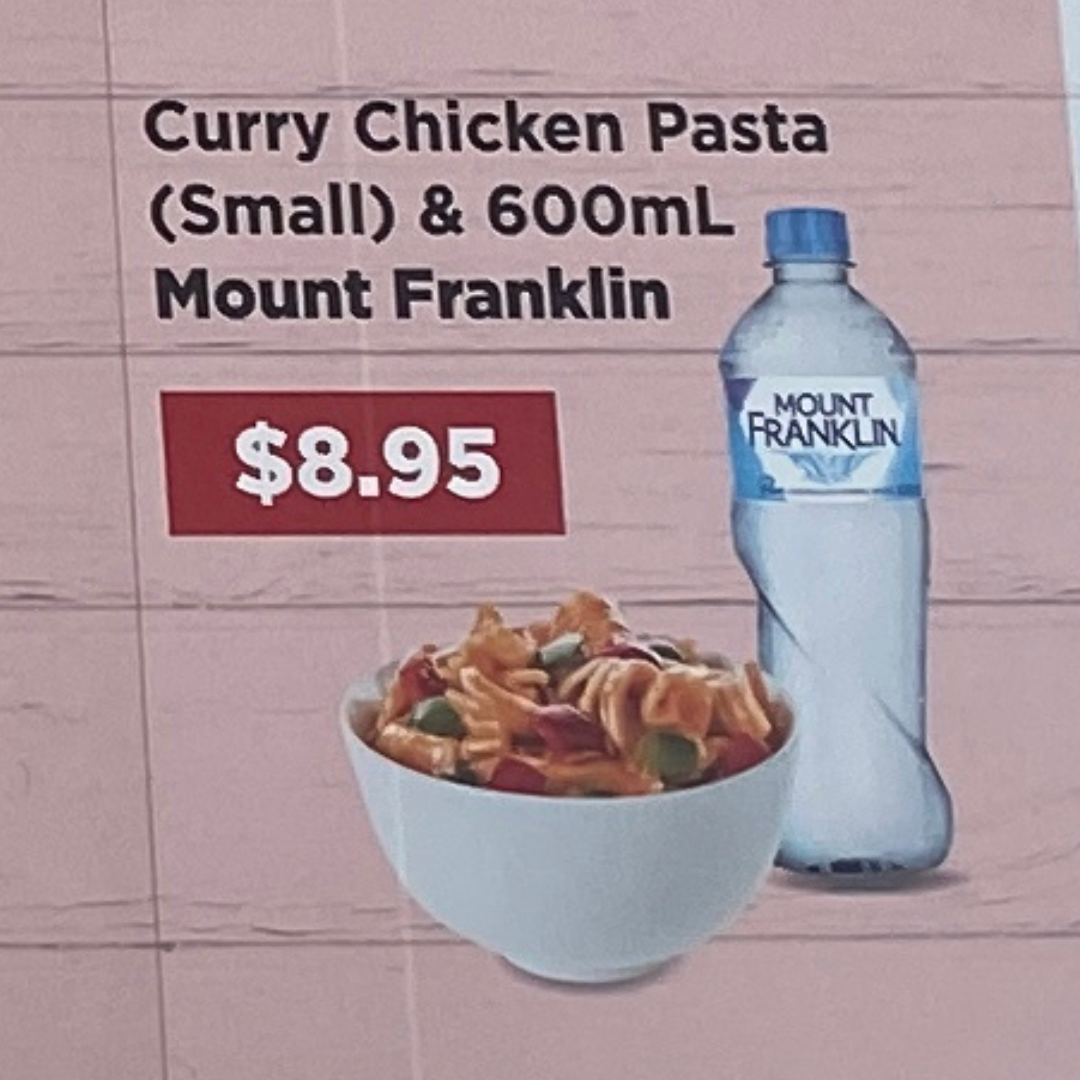 Curry Chicken Pasta
(Small) & 600mL
Mount Franklin
$8.95
MOUNT
FRANKLIN